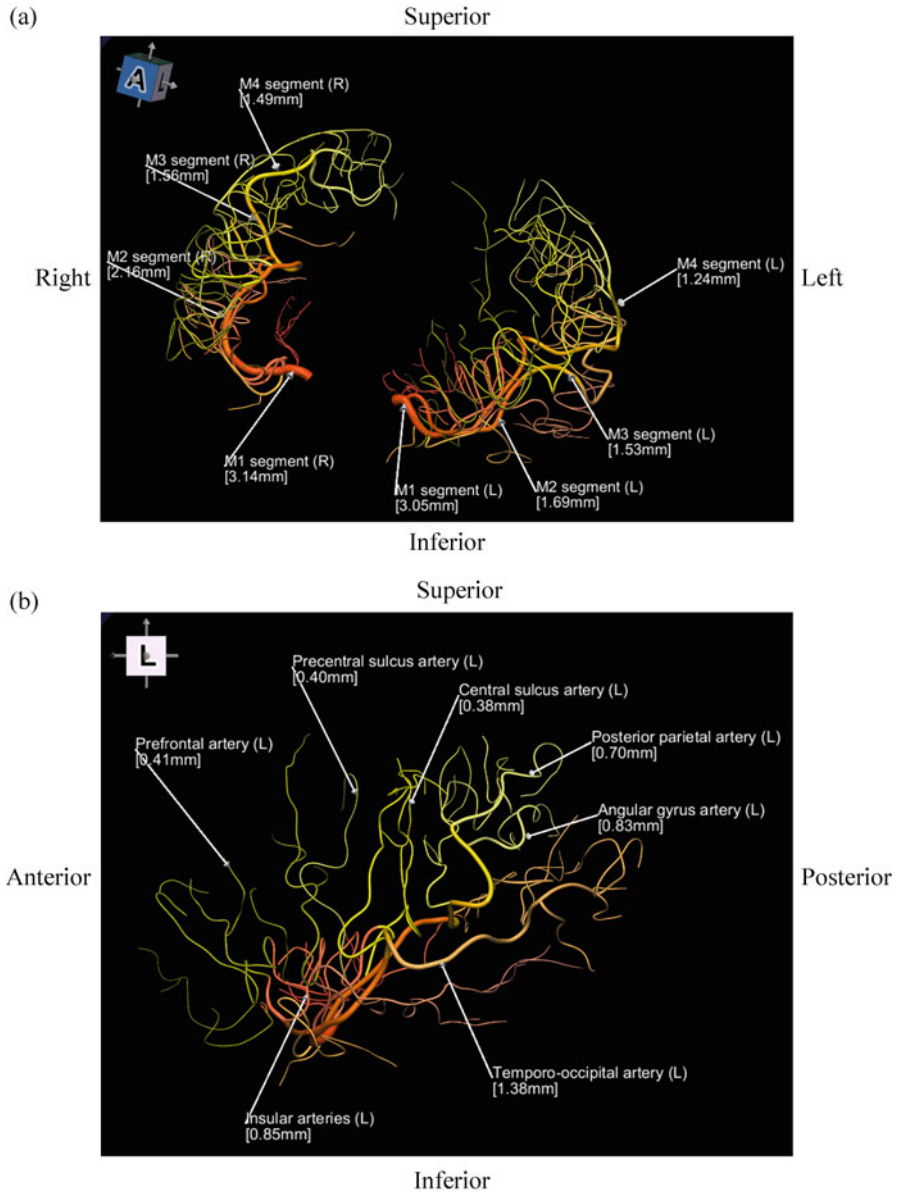 (a)
Superior
A
M4 segment (R)
[1.49mm]
M3 segment (R)
[1.56mm]
M2 segment (R)
[2.16mm]
Right
M4 segment (L)
[1.24mm]
Left
M3 segment (L)
[1.53mm]
M1 segment (R)
[3.14mm]
M1 segment (L)
[3.05mm]
M2 segment (L)
[1.69mm]
Inferior
(b)
Superior
L
Precentral sulcus artery (L)
[0.40mm]
Central sulcus artery (L)
[0.38mm]
Prefrontal artery (L)
[0.41mm]
Posterior parietal artery (L)
[0.70mm]
Angular gyrus artery (L)
[0.83mm]
Anterior
Posterior
Temporo-occipital artery (L)
[1.38mm]
Insular arteries (L)
[0.85mm]
Inferior